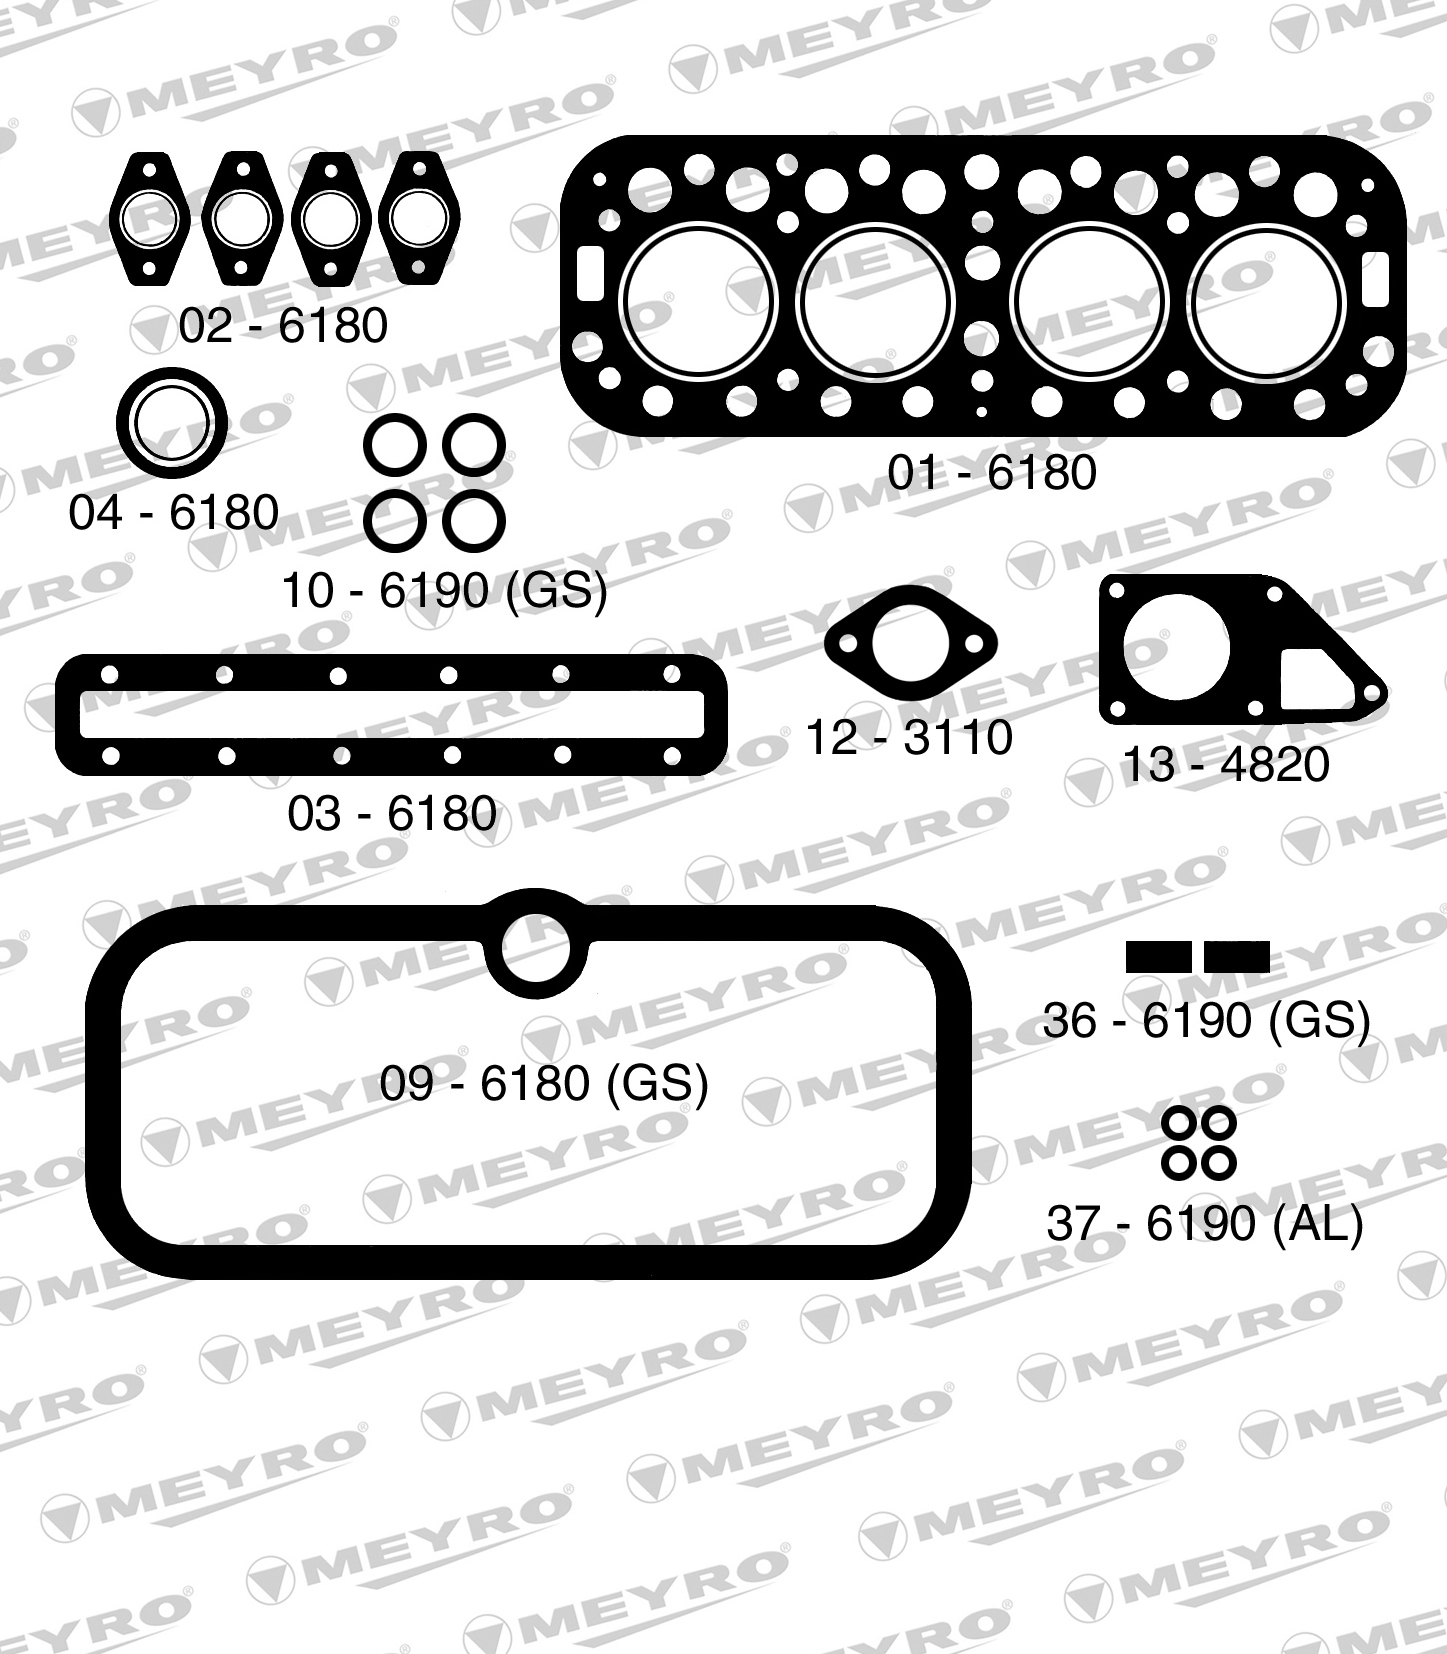 02 - 6180
01 - 6180
04 - 6180
10 - 6190 (GS)
12 - 3110
13 - 4820
03 - 6180
09 - 6180 (GS)
36 - 6190 (GS)
37 - 6190 (AL)
MEYRO®